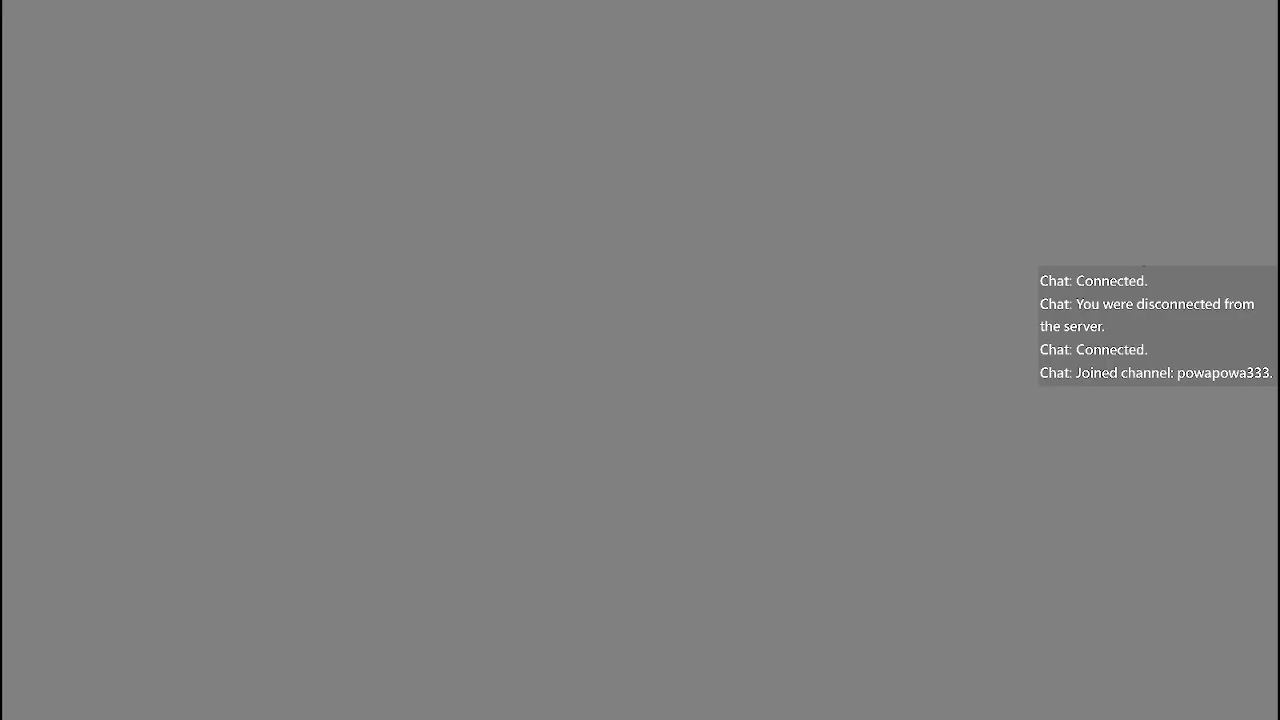 Chat: Connected.
Chat: You were disconnected from
the server.
Chat: Connected.
Chat: Joined channel: powapowa333.